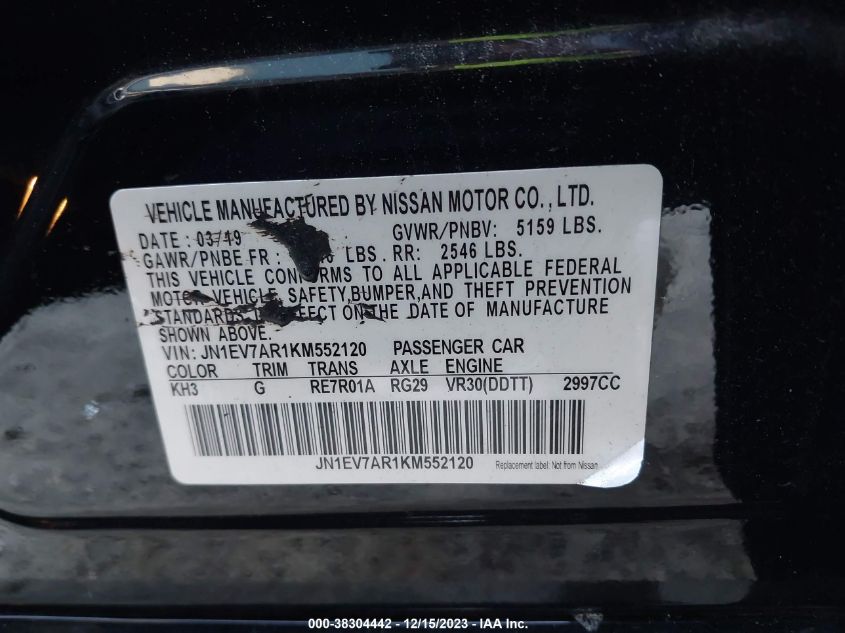 VEHICLE MANUFACTURED BY NISSAN MOTOR CO., LTD.
DATE : 03/19 GVWR/PNBV: 5159 LBS.
GAWR/PNBE FR : LBS. RR: 2546 LBS.
THIS VEHICLE CONFORMS TO ALL APPLICABLE FEDERAL
MOTOR VEHICLE SAFETY,BUMPER,AND THEFT PREVENTION
STANDARDS EFFECT ON THE DATE OF MANUFACTURE
SHOWN ABOVE.
VIN: JN1EV7AR1KM552120 PASSENGER CAR
COLOR TRIM TRANS AXLE ENGINE
KH3 G RE7R01A RG29 VR30(DDTT) 2997CC
JN1EV7AR1KM552120 Replacement label: Not from Nissan
000-38304442 - 12/15/2023 - IAA Inc.